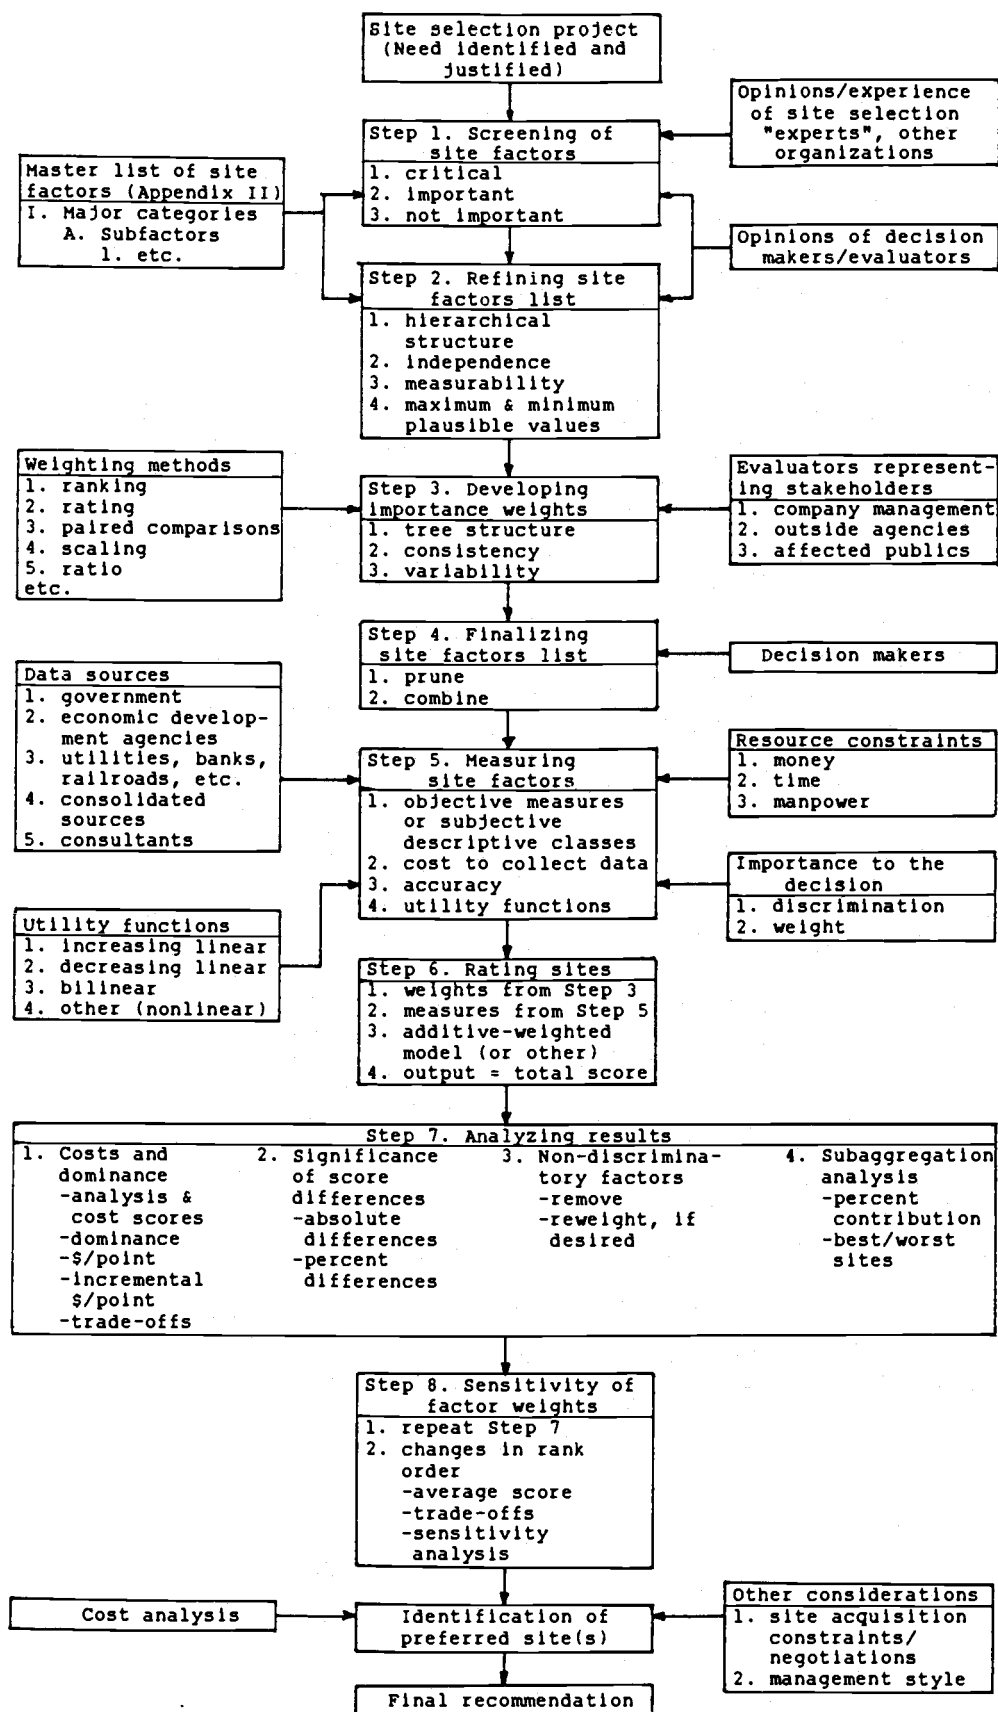 Site selection project
(Need identified and
justified)
Opinions/experience
of site selection
"experts", other
organizations
Step 1. Screening of
site factors
1. critical
2. important
3. not important
Master list of site
factors (Appendix II)
I. Major categories
A. Subfactors
1. etc.
Opinions of decision
makers/evaluators
Step 2. Refining site
factors list
1. hierarchical
structure
2. independence
3. measurability
4. maximum & minimum
plausible values
Weighting methods
1. ranking
2. rating
3. paired comparisons
4. scaling
5. ratio
etc.
Step 3. Developing
importance weights
1. tree structure
2. consistency
3. variability
Evaluators represent-
ing stakeholders
1. company management
2. outside agencies
3. affected publics
Step 4. Finalizing
site factors list
1. prune
2. combine
Decision makers
Data sources
1. government
2. economic develop-
ment agencies
3. utilities, banks,
railroads, etc.
4. consolidated
sources
5. consultants
Step 5. Measuring
site factors
1. objective measures
or subjective
descriptive classes
2. cost to collect data
3. accuracy
4. utility functions
Resource constraints
1. money
2. time
3. manpower
Importance to the
decision
1. discrimination
2. weight
Utility functions
1. increasing linear
2. decreasing linear
3. bilinear
4. other (nonlinear)
Step 6. Rating sites
1. weights from Step 3
2. measures from Step 5
3. additive-weighted
model (or other)
4. output = total score
Step 7. Analyzing results
1. Costs and
dominance
-analysis &
cost scores
-dominance
-$/point
-incremental
$/point
-trade-offs
2. Significance
of score
differences
-absolute
differences
-percent
differences
3. Non-discrimina-
tory factors
-remove
-reweight, if
desired
4. Subaggregation
analysis
-percent
contribution
-best/worst
sites
Step 8. Sensitivity of
factor weights
1. repeat Step 7
2. changes in rank
order
-average score
-trade-offs
-sensitivity
analysis
Cost analysis
Identification of
preferred site(s)
Other considerations
1. site acquisition
constraints/
negotiations
2. management style
Final recommendation